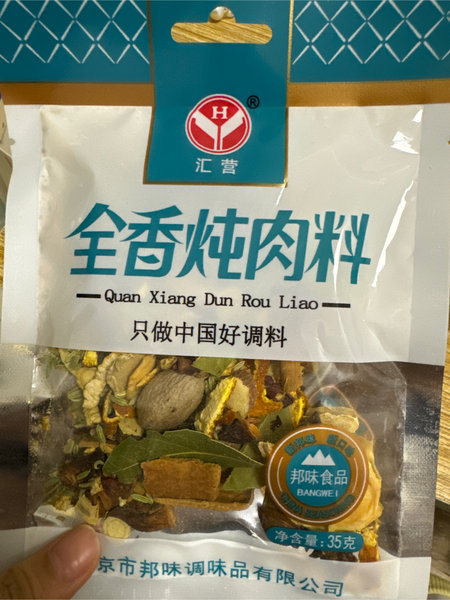 H
®
汇营
全香炖肉料
Quan Xiang Dun Rou Liao
只做中国好调料
邦味食品
BANGWEI
净含量:35克
京市邦味调味品有限公司